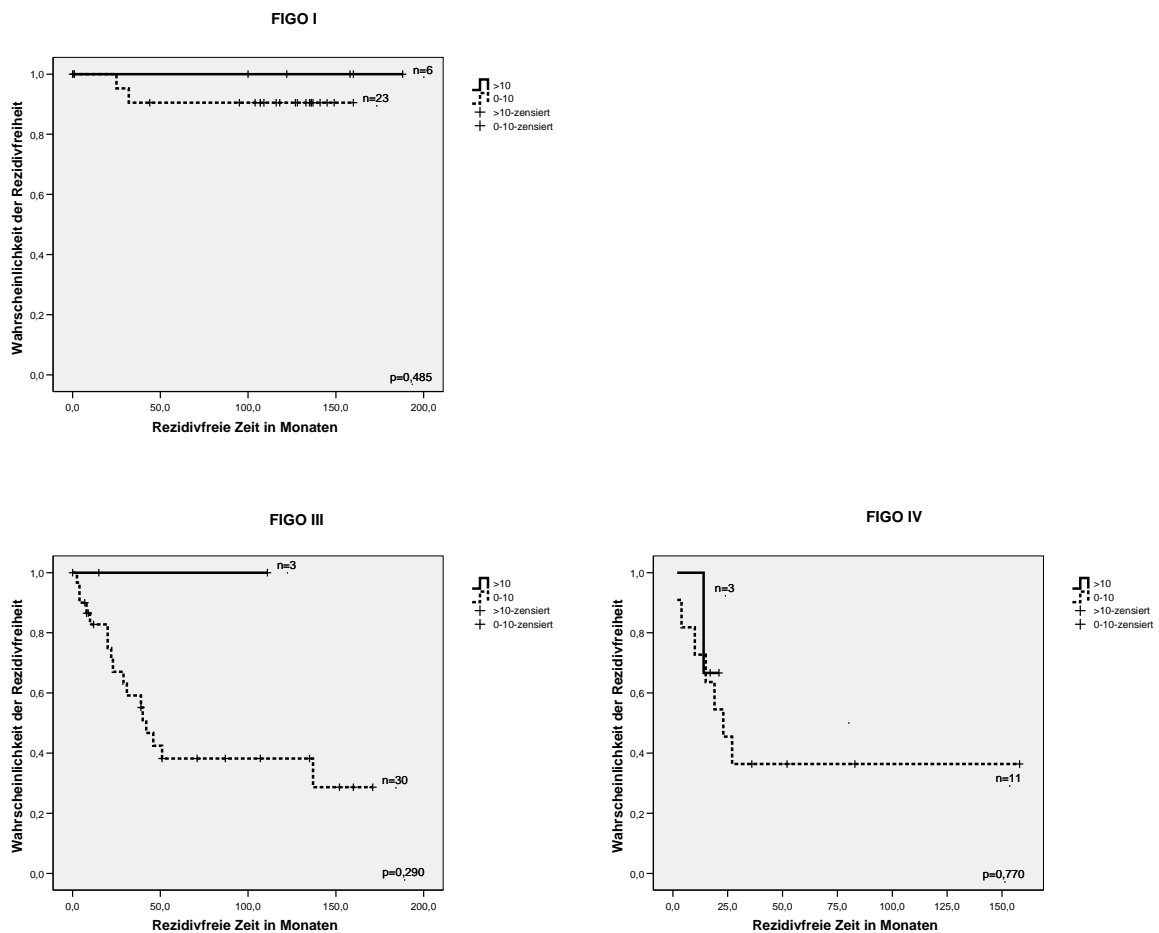 FIGO I
Wahrscheinlichkeit der Rezidivfreiheit
1,0
0,8
0,6
0,4
0,2
0,0
n=6
n=23
p=0,485
0,0 50,0 100,0 150,0 200,0
Rezidivfreie Zeit in Monaten
>10
0-10
>10-zensiert
0-10-zensiert
FIGO III
Wahrscheinlichkeit der Rezidivfreiheit
1,0
0,8
0,6
0,4
0,2
0,0
n=3
n=30
p=0,290
0,0 50,0 100,0 150,0 200,0
Rezidivfreie Zeit in Monaten
>10
0-10
>10-zensiert
0-10-zensiert
FIGO IV
Wahrscheinlichkeit der Rezidivfreiheit
1,0
0,8
0,6
0,4
0,2
0,0
n=3
n=11
p=0,770
0,0 25,0 50,0 75,0 100,0 125,0 150,0
Rezidivfreie Zeit in Monaten
>10
0-10
>10-zensiert
0-10-zensiert